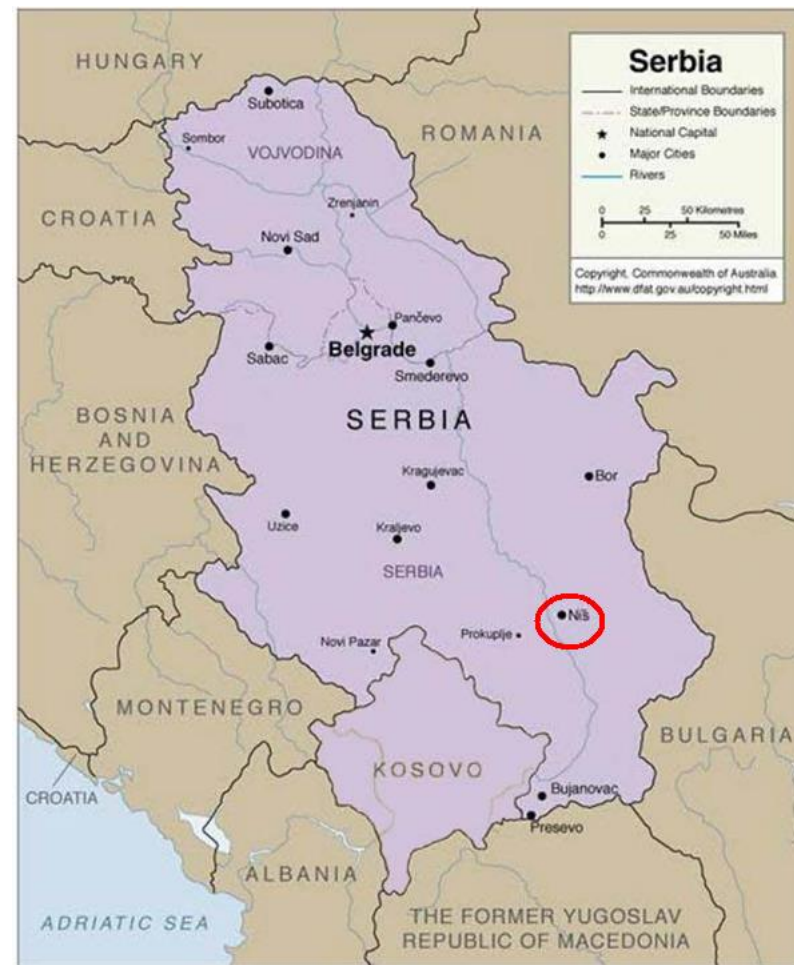 HUNGARY
Serbia
International Boundaries
State/Province Boundaries
National Capital
Major Cities
Rivers
0 25 50 Kilometres
0 25 50 Miles
Copyright, Commonwealth of Australia
http://www.dfat.gov.au/copyright.html
Subotica
ROMANIA
Sombor
VOJVODINA
Zrenjanin
CROATIA
Novi Sad
Pančevo
Belgrade
Sabac
Smederevo
SERBIA
BOSNIA
AND
HERZEGOVINA
Kragujevac
Bor
Uzice
Kraljevo
SERBIA
Niš
Prokuplje
Novi Pazar
MONTENEGRO
BULGARIA
KOSOVO
CROATIA
Bujanovac
Presevo
ALBANIA
ADRIATIC SEA
THE FORMER YUGOSLAV
REPUBLIC OF MACEDONIA